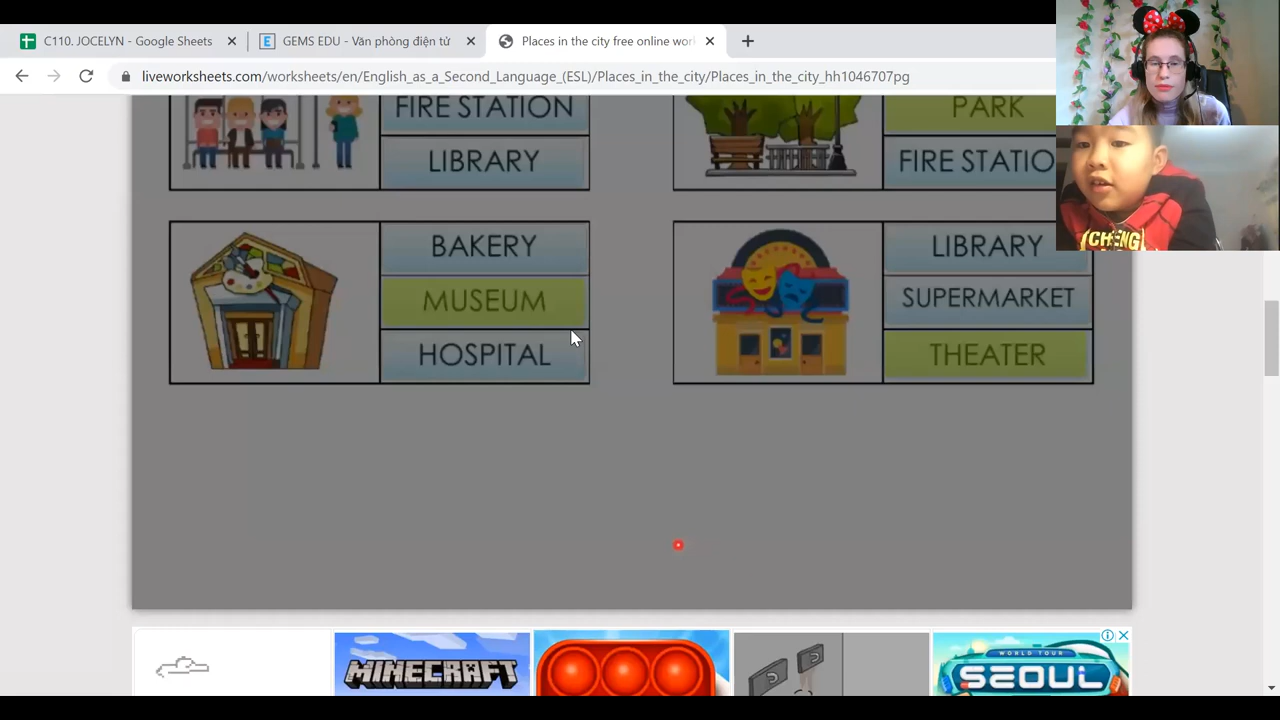 C110. JOCELYN - Google Sheets
GEMS EDU - Văn phòng điện tử
Places in the city free online wor
liveworksheets.com/worksheets/en/English_as_a_Second_Language_(ESL)/Places_in_the_city/Places_in_the_city_hh1046707pg
FIRE STATION
LIBRARY
PARK
FIRE STATIO
BAKERY
MUSEUM
HOSPITAL
LIBRARY
SUPERMARKET
THEATER
MINECRAFT
WORLD TOUR
SEOUL